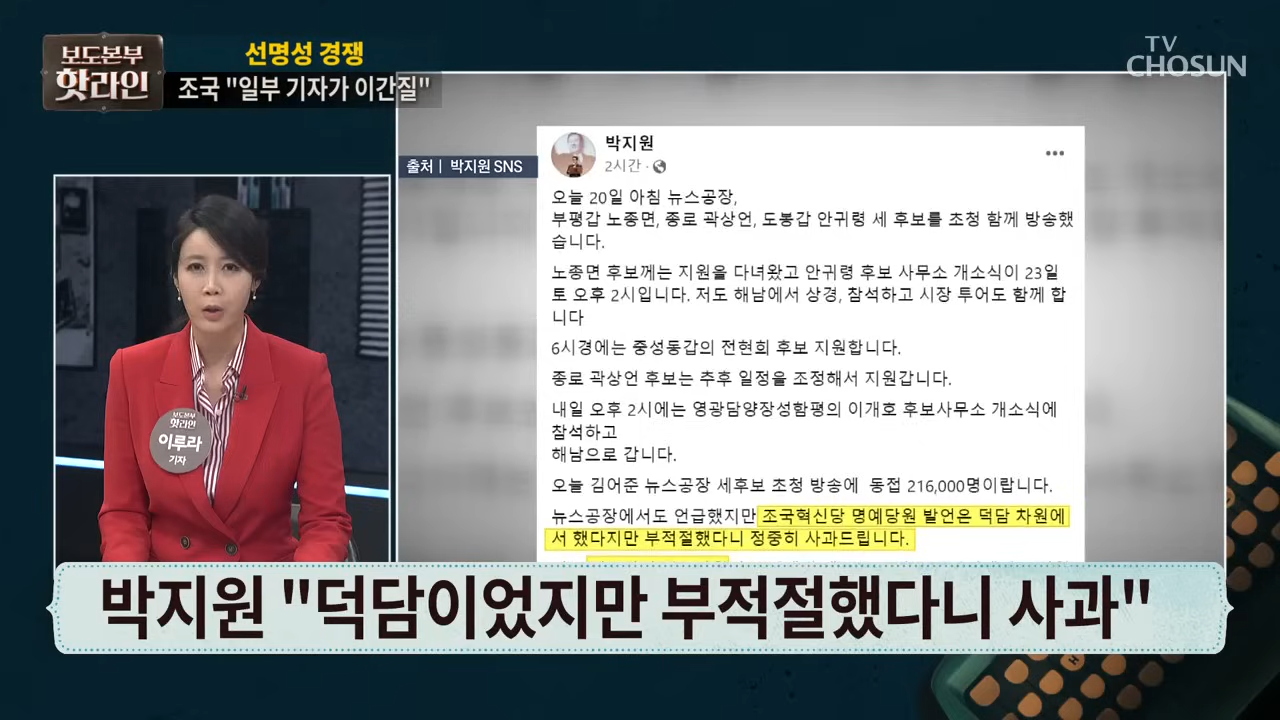 보도본부
핫라인
선명성 경쟁
조국 "일부 기자가 이간질"
TV
CHOSUN
출처 | 박지원 SNS
박지원
2시간 ·
오늘 20일 아침 뉴스공장,
부평갑 노종면, 종로 곽상언, 도봉갑 안귀령 세 후보를 초청 함께 방송했
습니다.
노종면 후보께는 지원을 다녀왔고 안귀령 후보 사무소 개소식이 23일
토 오후 2시입니다. 저도 해남에서 상경, 참석하고 시장 투어도 함께 합
니다
6시경에는 중성동갑의 전현희 후보 지원합니다.
종로 곽상언 후보는 추후 일정을 조정해서 지원갑니다.
내일 오후 2시에는 영광담양장성함평의 이개호 후보사무소 개소식에
참석하고
해남으로 갑니다.
오늘 김어준 뉴스공장 세후보 초청 방송에 동접 216,000명이랍니다.
뉴스공장에서도 언급했지만 조국혁신당 명예당원 발언은 덕담 차원에
서 했다지만 부적절했다니 정중히 사과드립니다.
보도본부
핫라인
이루라
기자
박지원 "덕담이었지만 부적절했다니 사과"